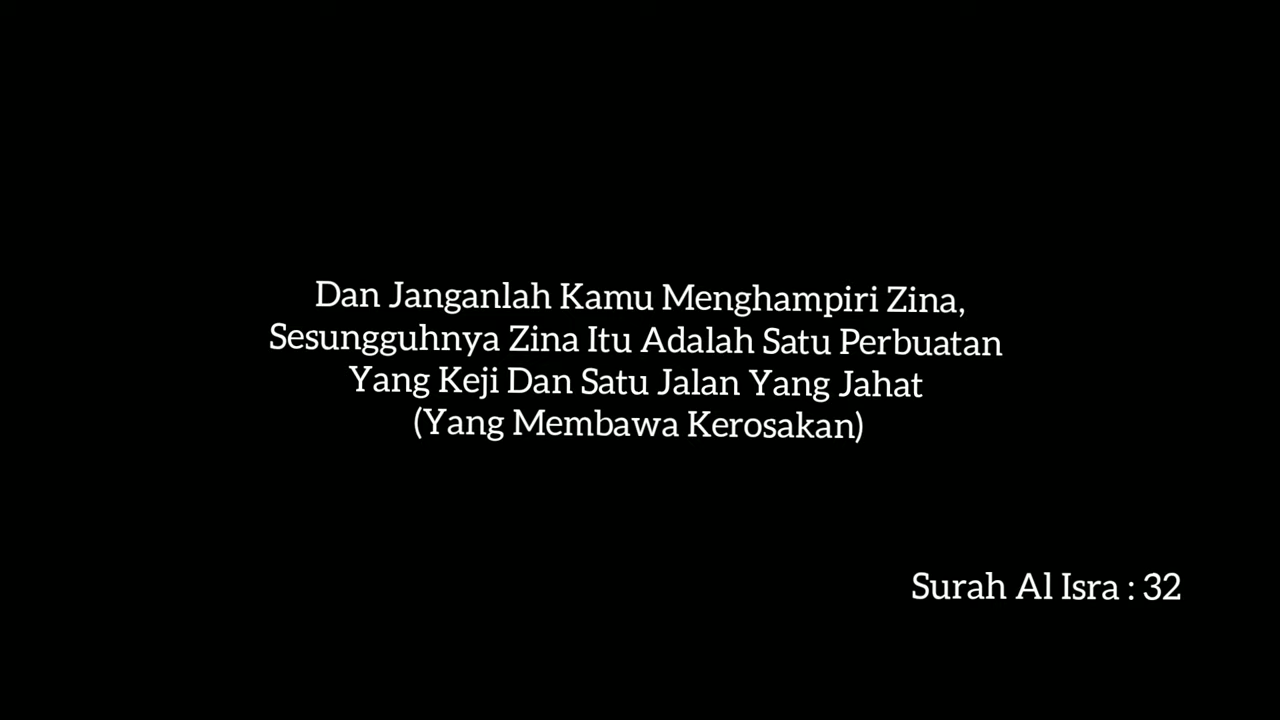 Dan Janganlah Kamu Menghampiri Zina,
Sesungguhnya Zina Itu Adalah Satu Perbuatan
Yang Keji Dan Satu Jalan Yang Jahat
(Yang Membawa Kerosakan)
Surah Al Isra : 32